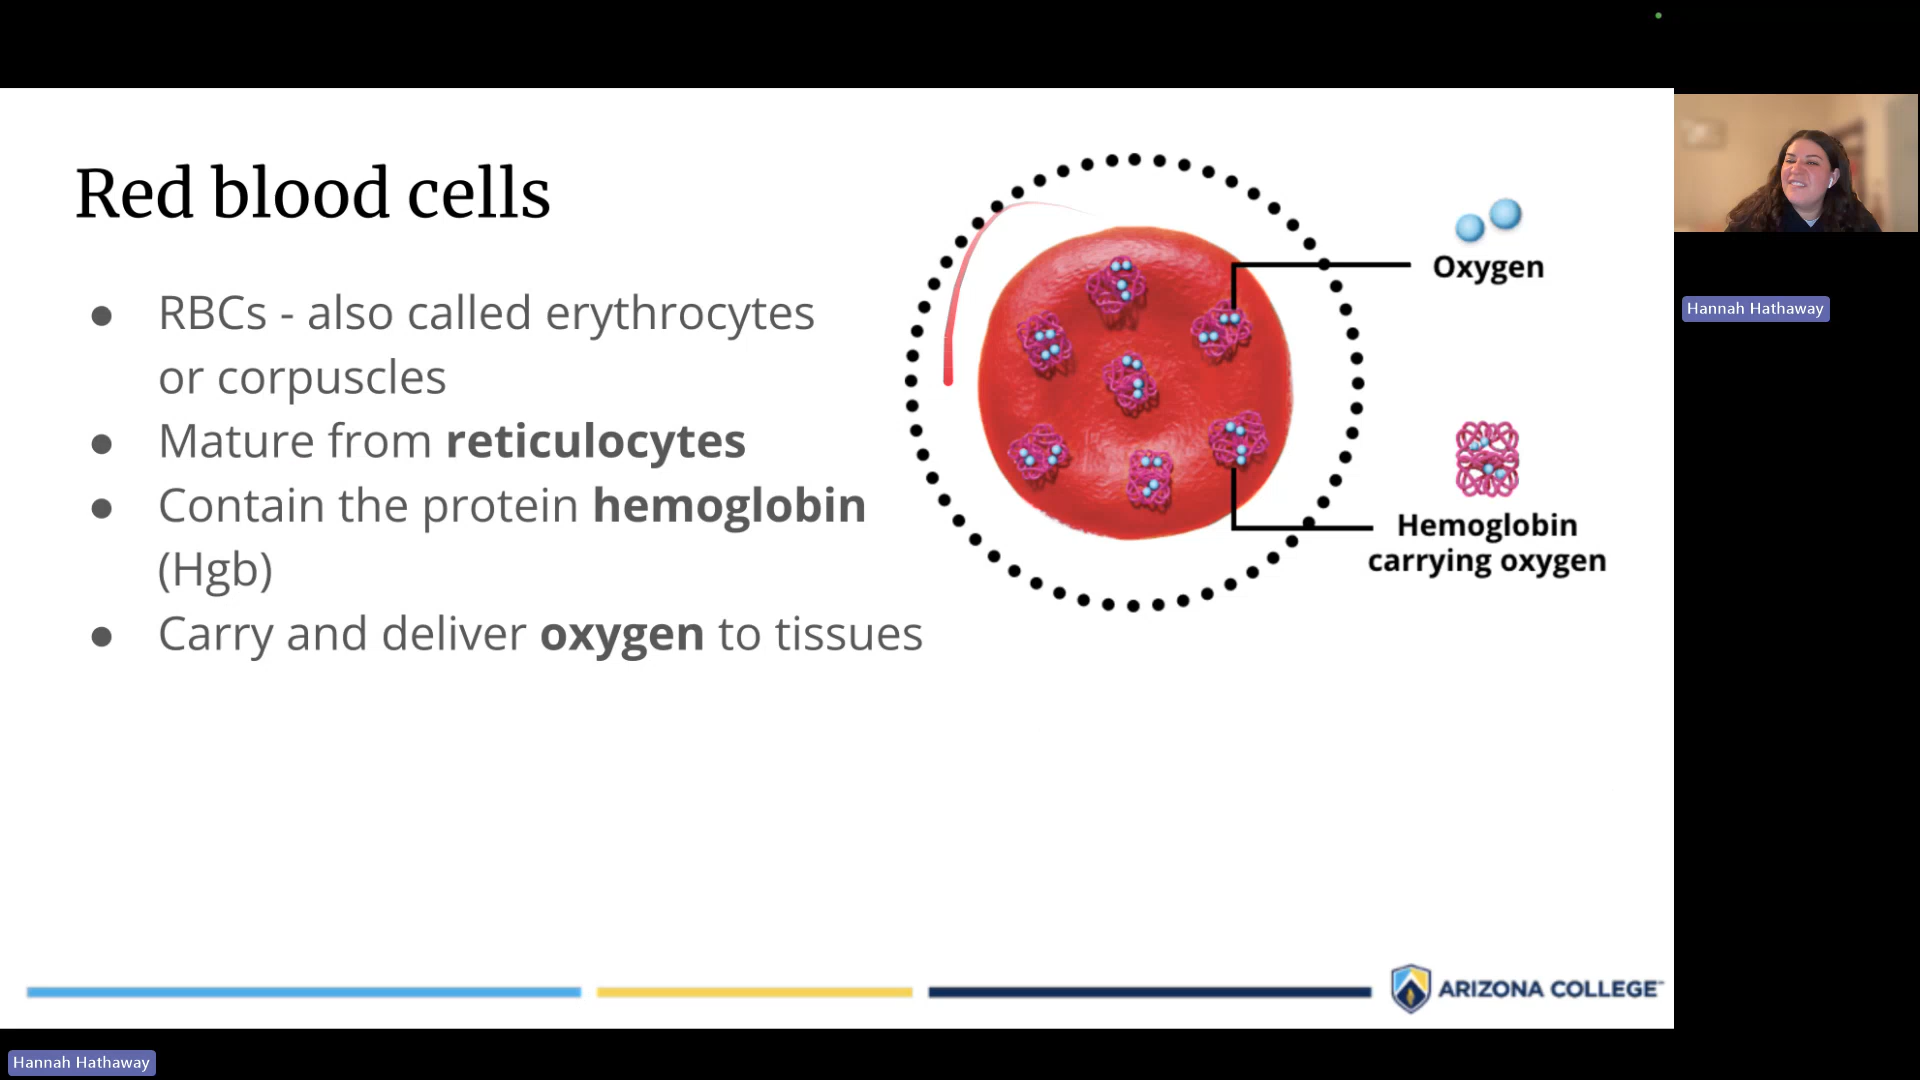 Red blood cells
● RBCs - also called erythrocytes
or corpuscles
● Mature from reticulocytes
● Contain the protein hemoglobin
(Hgb)
● Carry and deliver oxygen to tissues
Oxygen
Hemoglobin
carrying oxygen
ARIZONA COLLEGE
Hannah Hathaway
Hannah Hathaway